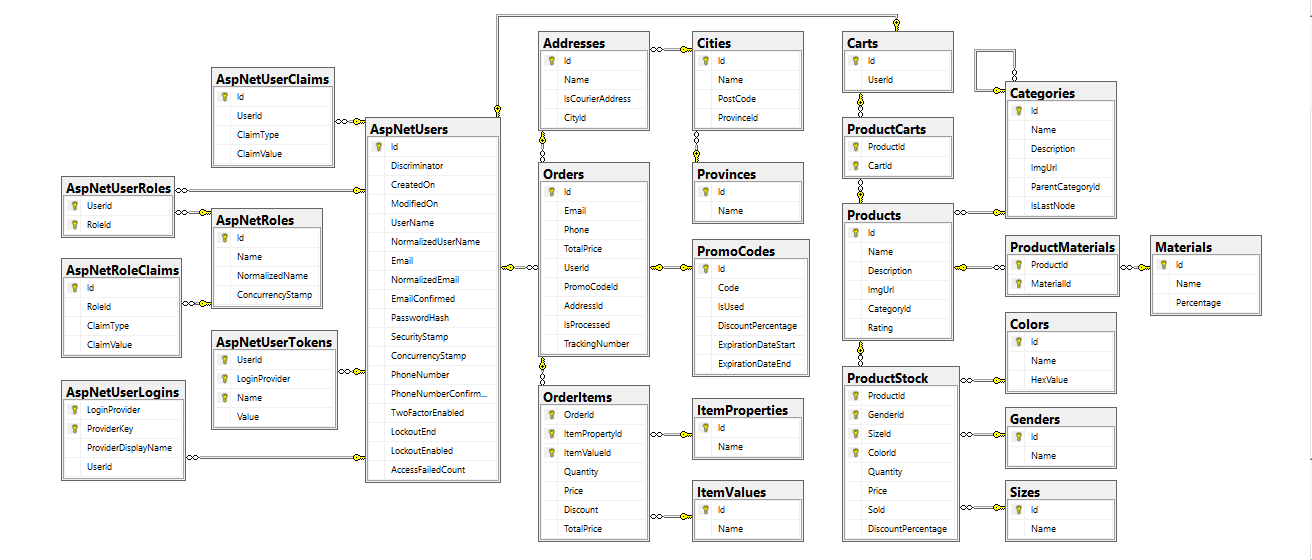 AspNetUserClaims
Id
UserId
ClaimType
ClaimValue
AspNetUserRoles
UserId
RoleId
AspNetRoles
Id
Name
NormalizedName
ConcurrencyStamp
AspNetRoleClaims
Id
RoleId
ClaimType
ClaimValue
AspNetUserTokens
UserId
LoginProvider
Name
Value
AspNetUserLogins
LoginProvider
ProviderKey
ProviderDisplayName
UserId
AspNetUsers
Id
Discriminator
CreatedOn
ModifiedOn
UserName
NormalizedUserName
Email
NormalizedEmail
EmailConfirmed
PasswordHash
SecurityStamp
ConcurrencyStamp
PhoneNumber
PhoneNumberConfirm...
TwoFactorEnabled
LockoutEnd
LockoutEnabled
AccessFailedCount
Addresses
Id
Name
IsCourierAddress
CityId
Orders
Id
Email
Phone
TotalPrice
UserId
PromoCodeId
AddressId
IsProcessed
TrackingNumber
OrderItems
OrderId
ItemPropertyId
ItemValueId
Quantity
Price
Discount
TotalPrice
Cities
Id
Name
PostCode
ProvinceId
Provinces
Id
Name
PromoCodes
Id
Code
IsUsed
DiscountPercentage
ExpirationDateStart
ExpirationDateEnd
ItemProperties
Id
Name
ItemValues
Id
Name
Carts
Id
UserId
ProductCarts
ProductId
CartId
Products
Id
Name
Description
ImgUrl
CategoryId
Rating
ProductStock
ProductId
GenderId
SizeId
ColorId
Quantity
Price
Sold
DiscountPercentage
Categories
Id
Name
Description
ImgUrl
ParentCategoryId
IsLastNode
ProductMaterials
ProductId
MaterialId
Materials
Id
Name
Percentage
Colors
Id
Name
HexValue
Genders
Id
Name
Sizes
Id
Name